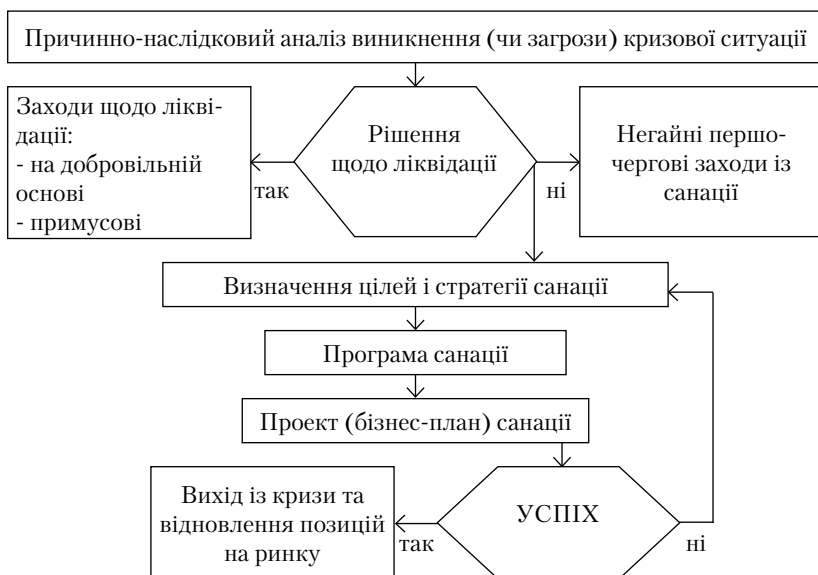 Причинно-наслідковий аналіз виникнення (чи загрози) кризової ситуації
Заходи щодо лікві-
дації:
- на добровільній
основі
- примусові
так
Рішення
щодо ліквідації
ні
Негайні першо-
чергові заходи із
санації
Визначення цілей і стратегії санації
Програма санації
Проект (бізнес-план) санації
Вихід із кризи та
відновлення позицій
на ринку
так
УСПІХ
ні